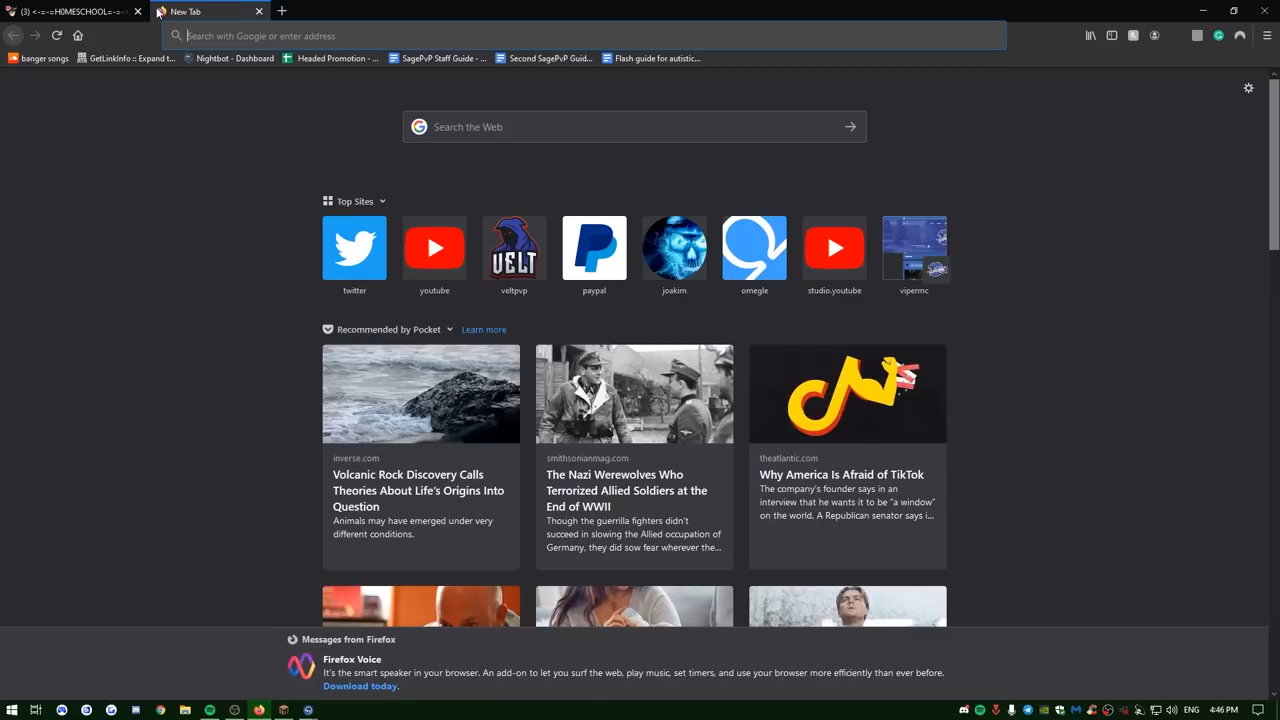 (3) <-=-=H0MESCHOOL=-=-
New Tab
Search with Google or enter address
banger songs
GetLinkInfo :: Expand t...
Nightbot - Dashboard
Headed Promotion - ...
SagePvP Staff Guide - ...
Second SagePvP Guid...
Flash guide for autistic...
Search the Web
Top Sites
VELT
twitter
youtube
veltpvp
paypal
joakim
omegle
studio.youtube
vipermc
Recommended by Pocket
Learn more
inverse.com
Volcanic Rock Discovery Calls
Theories About Life's Origins Into
Question
Animals may have emerged under very
different conditions.
smithsonianmag.com
The Nazi Werewolves Who
Terrorized Allied Soldiers at the
End of WWII
Though the guerrilla fighters didn't
succeed in slowing the Allied occupation of
Germany, they did sow fear wherever the...
theatlantic.com
Why America Is Afraid of TikTok
The company's founder says in an
interview that he wants it to be "a window"
on the world. A Republican senator says i...
Messages from Firefox
Firefox Voice
It's the smart speaker in your browser. An add-on to let you surf the web, play music, set timers, and use your browser more efficiently than ever before.
Download today.
ENG
4:46 PM